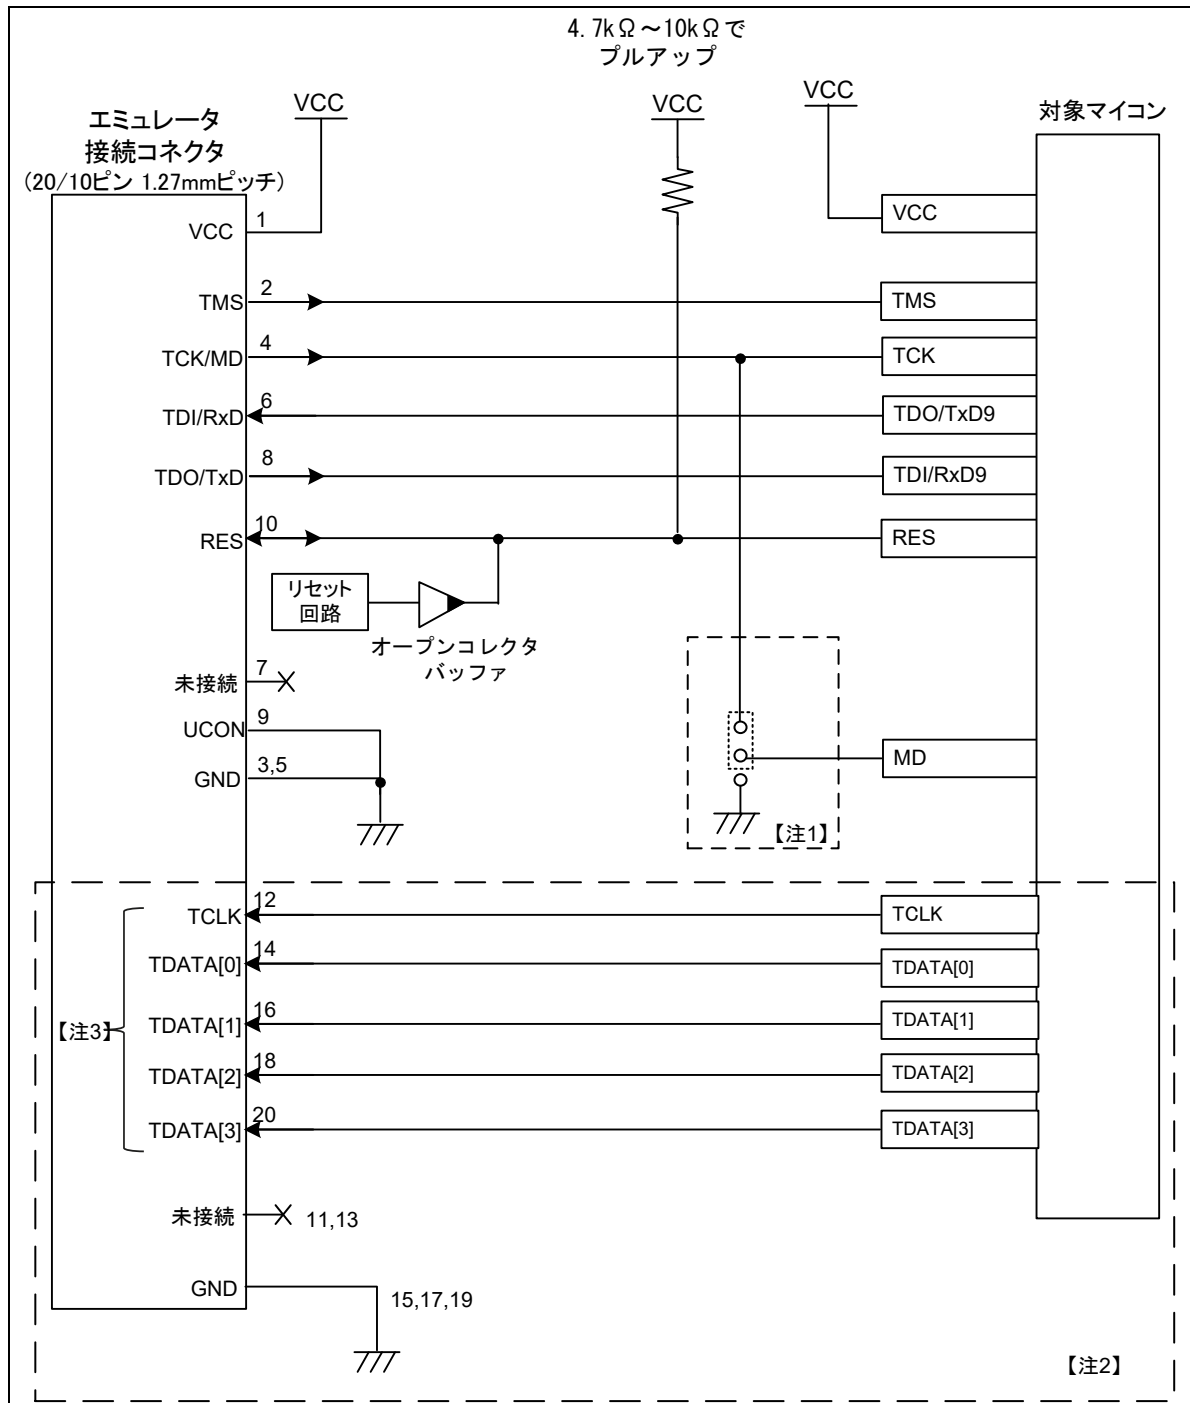 4.7kΩ～10kΩで
プルアップ
VCC
VCC
VCC
エミュレータ
接続コネクタ
（20/10ピン 1.27mmピッチ）
対象マイコン
VCC
1
VCC
TMS
2
TMS
TCK/MD
4
TCK
TDI/RxD
6
TDO/TxD9
TDO/TxD
8
TDI/RxD9
RES
10
RES
リセット
回路
オープンコレクタ
バッファ
未接続
7
UCON
9
GND
3,5
MD
【注1】
TCLK
12
TCLK
TDATA[0]
14
TDATA[0]
【注3】
TDATA[1]
16
TDATA[1]
TDATA[2]
18
TDATA[2]
TDATA[3]
20
TDATA[3]
未接続
11,13
GND
15,17,19
【注2】